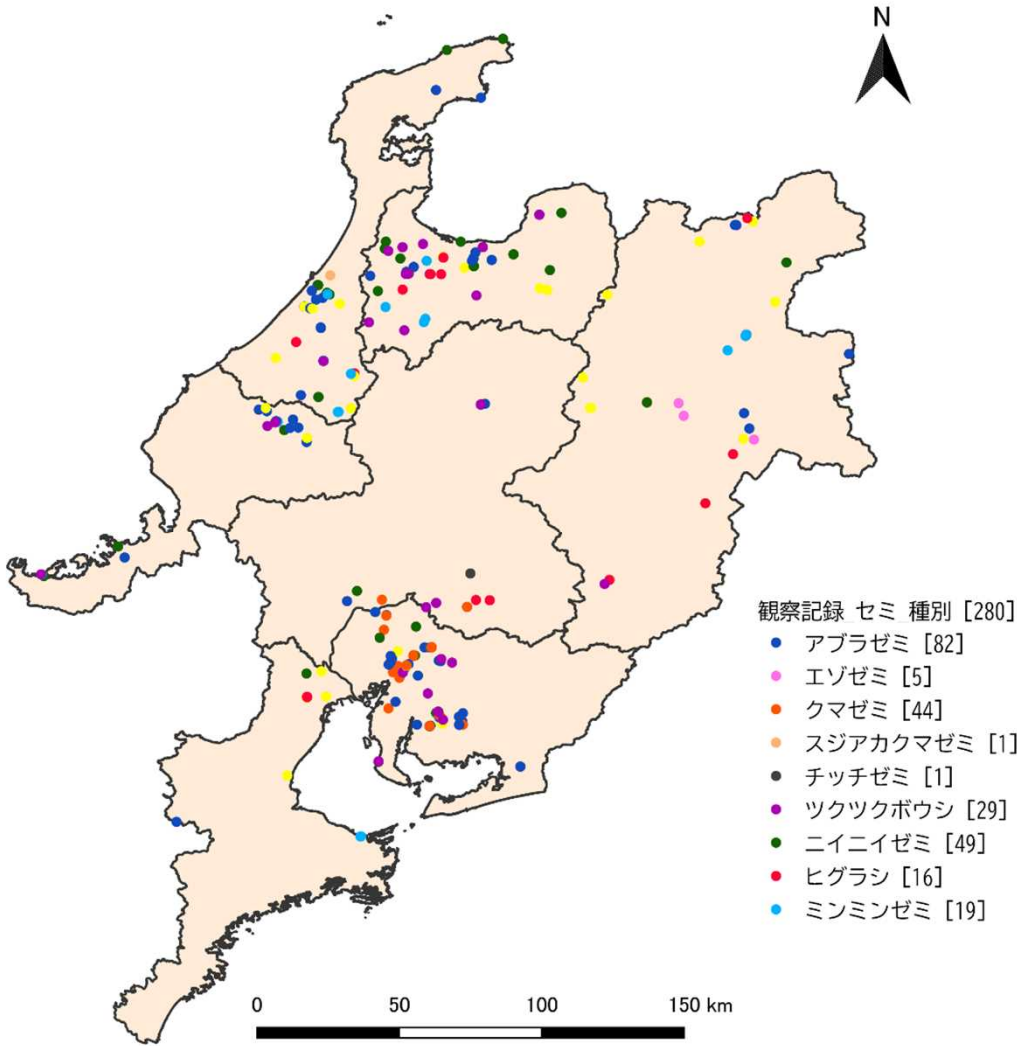 N
観察記録 セミ 種別 [280]
アブラゼミ [82]
エゾゼミ [5]
クマゼミ [44]
スジアカクマゼミ [1]
チッチゼミ [1]
ツクツクボウシ [29]
ニイニイゼミ [49]
ヒグラシ [16]
ミンミンゼミ [19]
0 50 100 150 km